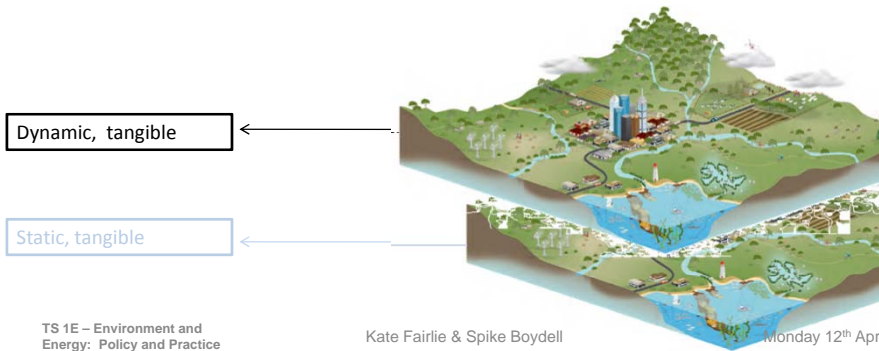 Dynamic, tangible
Static, tangible
TS 1E – Environment and
Energy: Policy and Practice
Kate Fairlie & Spike Boydell
Monday 12th Apr